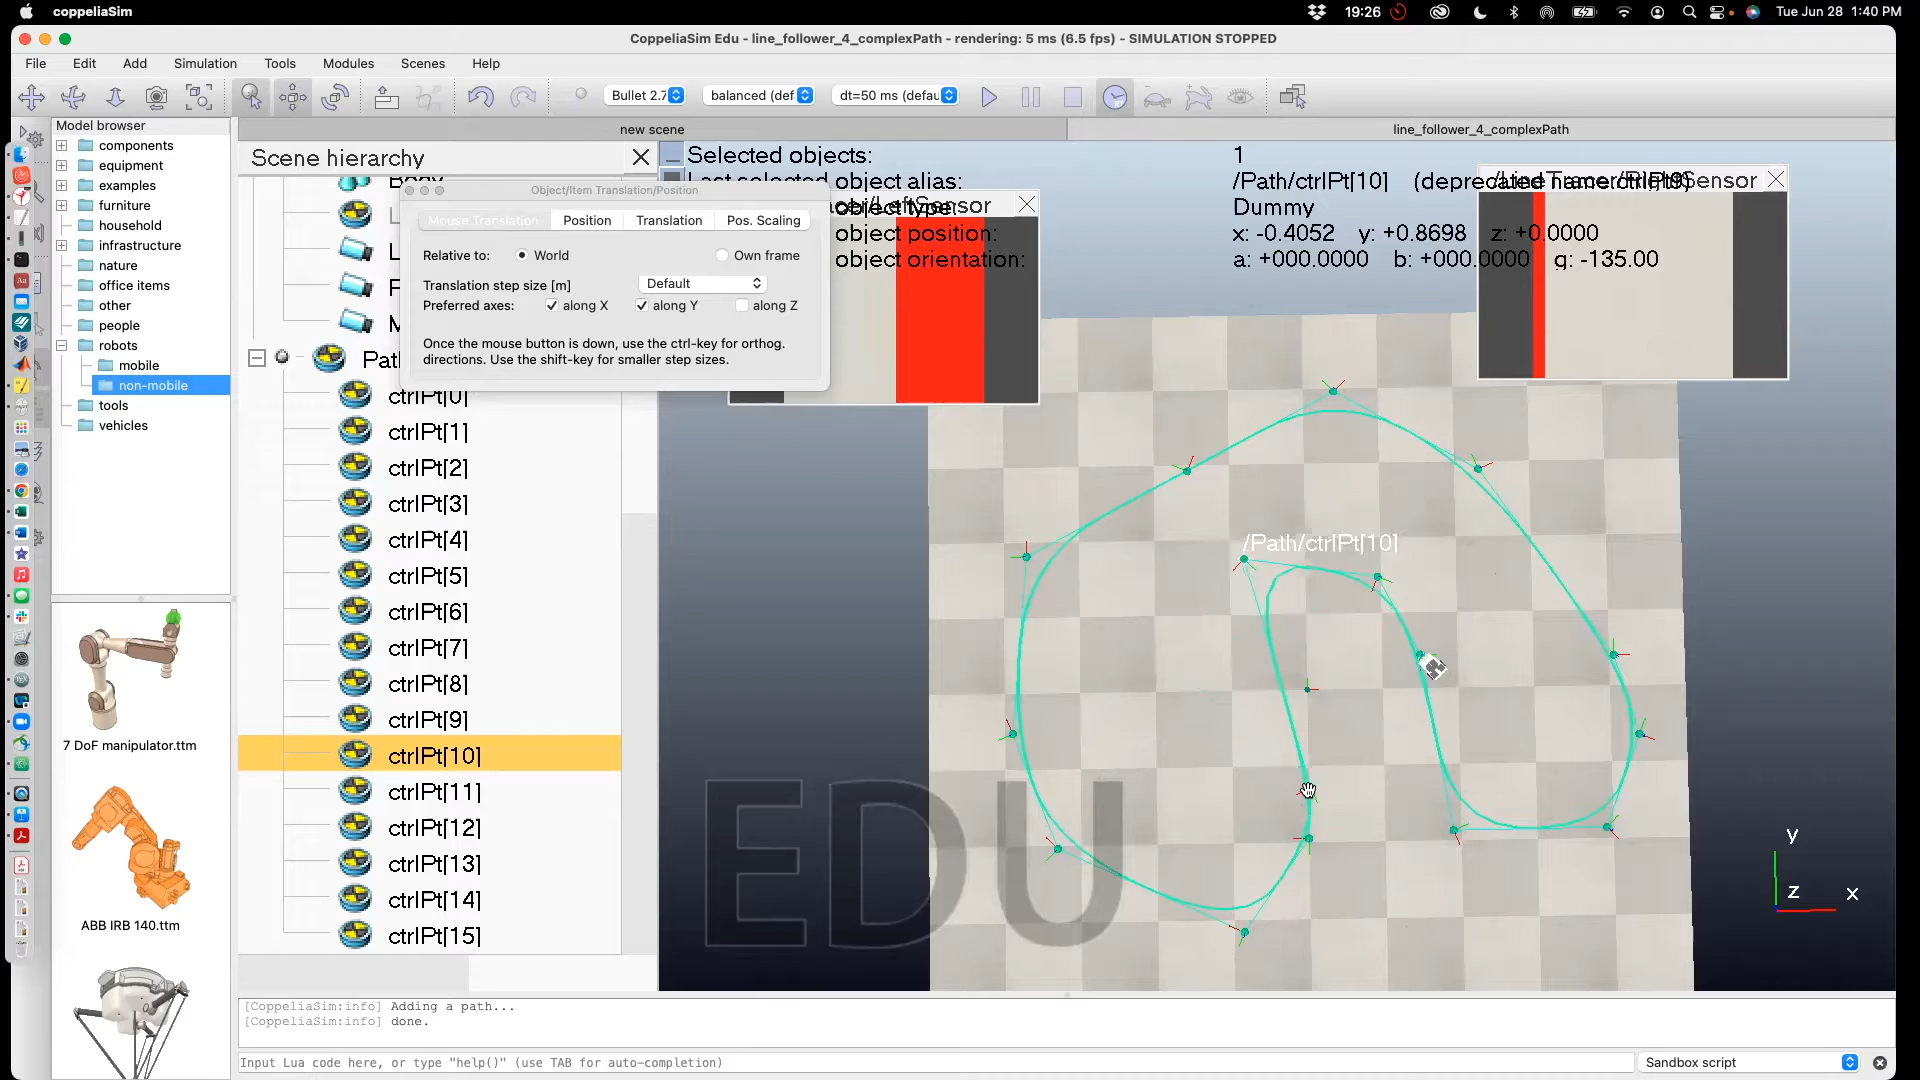 coppeliaSim
19:26
Tue Jun 28 1:40 PM
CoppeliaSim Edu - line_follower_4_complexPath - rendering: 5 ms (6.5 fps) - SIMULATION STOPPED
File Edit Add Simulation Tools Modules Scenes Help
Bullet 2.7 balanced (def dt=50 ms (defau
Model browser
new scene
line_follower_4_complexPath
components
equipment
examples
furniture
household
infrastructure
nature
office items
other
people
robots
mobile
non-mobile
tools
vehicles
7 DoF manipulator.ttm
ABB IRB 140.ttm
Scene hierarchy
Object/Item Translation/Position
Mouse Translation Position Translation Pos. Scaling
Relative to: World Own frame
Translation step size [m] Default
Preferred axes: along X along Y along Z
Once the mouse button is down, use the ctrl-key for orthog.
directions. Use the shift-key for smaller step sizes.
ctrlPt[0]
ctrlPt[1]
ctrlPt[2]
ctrlPt[3]
ctrlPt[4]
ctrlPt[5]
ctrlPt[6]
ctrlPt[7]
ctrlPt[8]
ctrlPt[9]
ctrlPt[10]
ctrlPt[11]
ctrlPt[12]
ctrlPt[13]
ctrlPt[14]
ctrlPt[15]
Selected objects: 1
Last selected object alias: /Path/ctrlPt[10]
object type: Dummy
object position: x: -0.4052 y: +0.8698 z: +0.0000
object orientation: a: +000.0000 b: +000.0000 g: -135.00
/Path/ctrlPt[10]
EDU
y
z
x
[CoppeliaSim:info] Adding a path...
[CoppeliaSim:info] done.
Input Lua code here, or type "help()" (use TAB for auto-completion)
Sandbox script